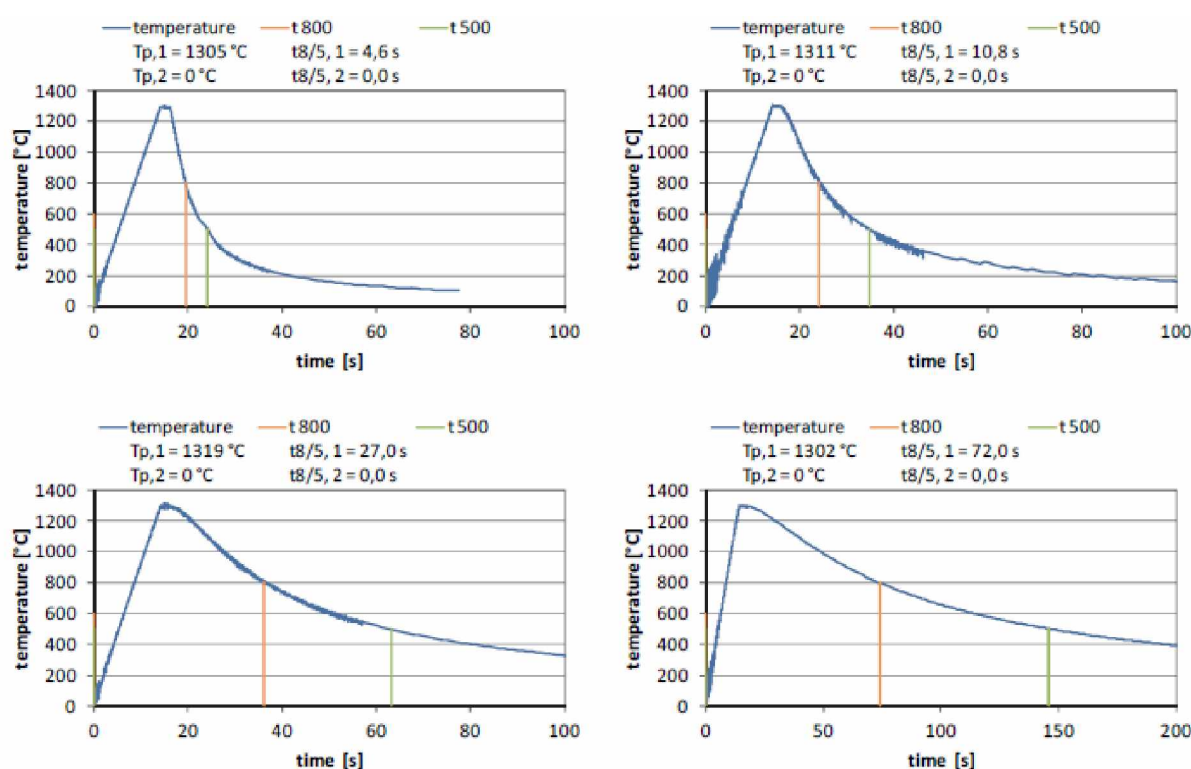 temperature t 800 t 500
Tp,1 = 1305 °C t8/5, 1 = 4,6 s
Tp,2 = 0 °C t8/5, 2 = 0,0 s
1400
1200
1000
800
600
400
200
0
temperature [°C]
0 20 40 60 80 100
time [s]
temperature t 800 t 500
Tp,1 = 1311 °C t8/5, 1 = 10,8 s
Tp,2 = 0 °C t8/5, 2 = 0,0 s
1400
1200
1000
800
600
400
200
0
temperature [°C]
0 20 40 60 80 100
time [s]
temperature t 800 t 500
Tp,1 = 1319 °C t8/5, 1 = 27,0 s
Tp,2 = 0 °C t8/5, 2 = 0,0 s
1400
1200
1000
800
600
400
200
0
temperature [°C]
0 20 40 60 80 100
time [s]
temperature t 800 t 500
Tp,1 = 1302 °C t8/5, 1 = 72,0 s
Tp,2 = 0 °C t8/5, 2 = 0,0 s
1400
1200
1000
800
600
400
200
0
temperature [°C]
0 50 100 150 200
time [s]